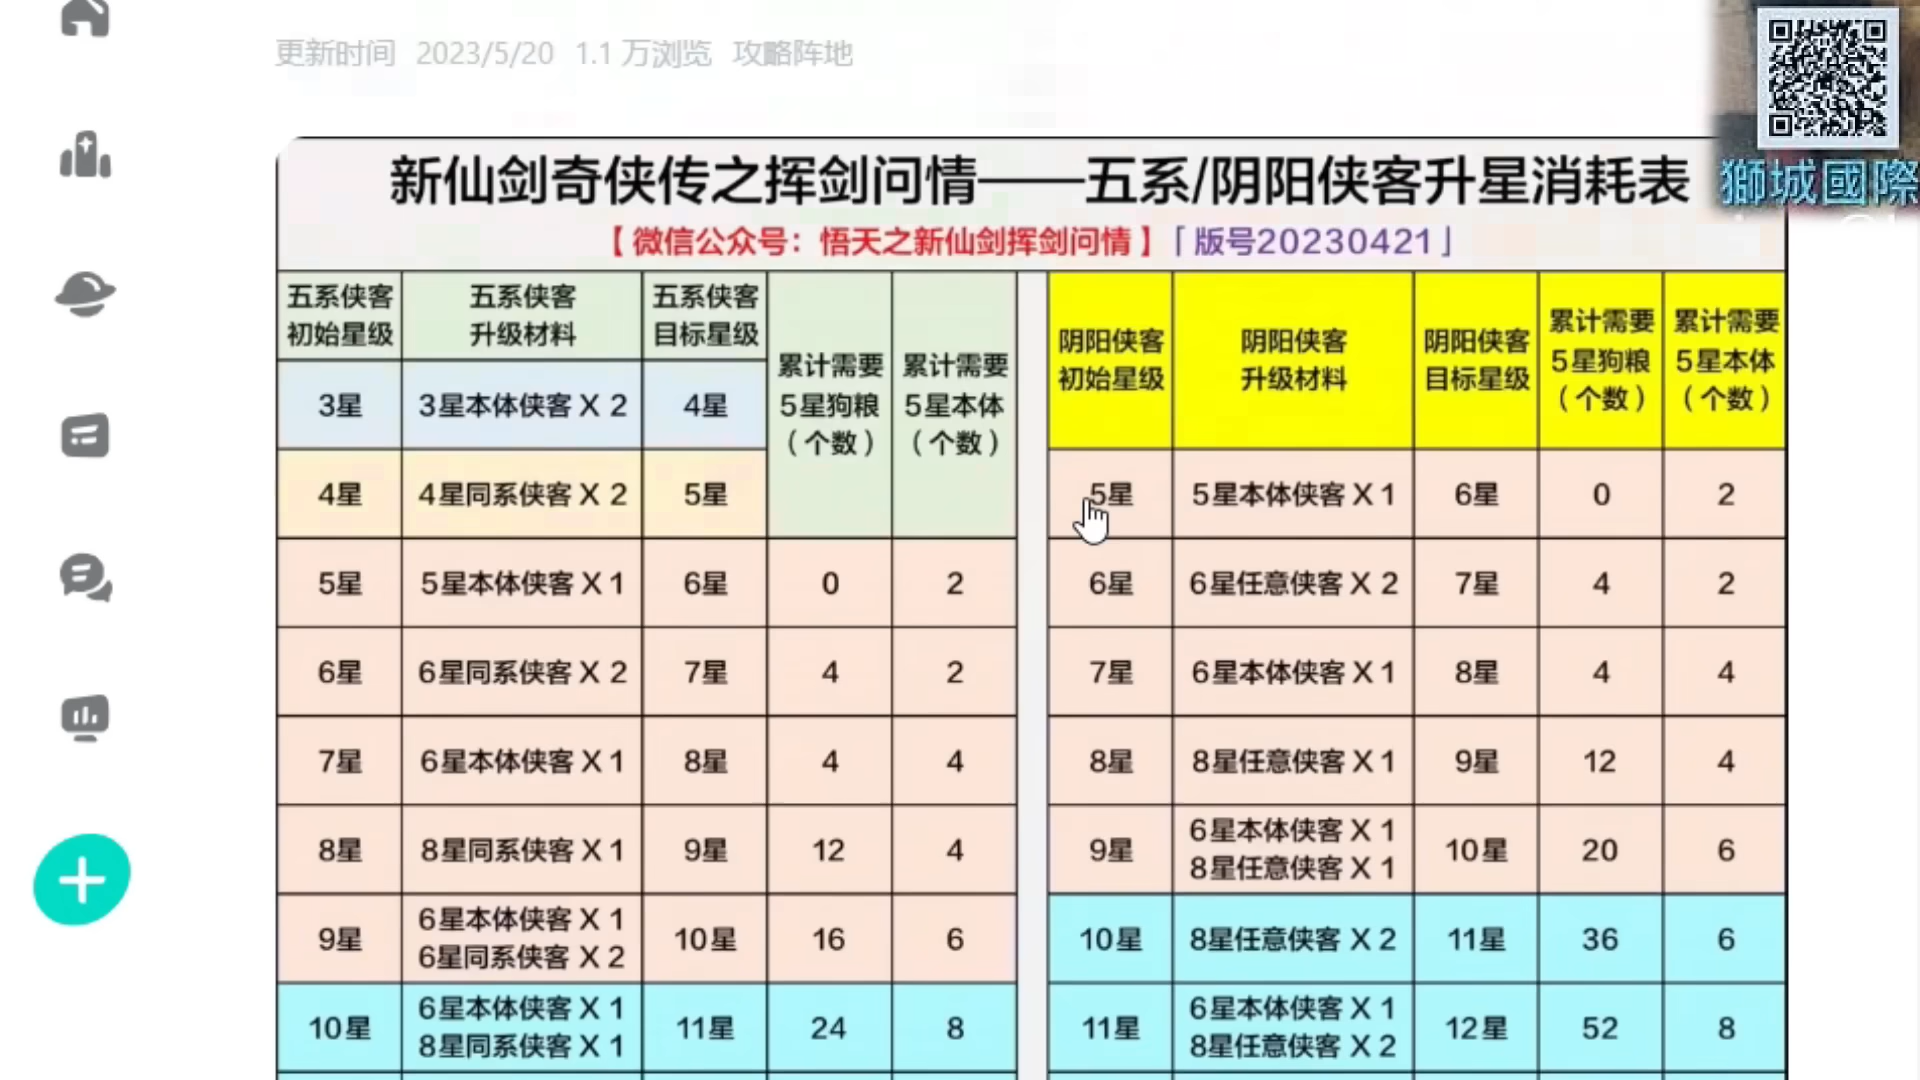 更新时间 2023/5/20 1.1 万浏览 攻略阵地
獅城國際
新仙剑奇侠传之挥剑问情——五系/阴阳侠客升星消耗表
【微信公众号：悟天之新仙剑挥剑问情】「版号20230421」
五系侠客
初始星级
五系侠客
升级材料
五系侠客
目标星级
累计需要
5星狗粮
（个数）
累计需要
5星本体
（个数）
3星 3星本体侠客 X 2 4星
4星 4星同系侠客 X 2 5星
5星 5星本体侠客 X 1 6星 0 2
6星 6星同系侠客 X 2 7星 4 2
7星 6星本体侠客 X 1 8星 4 4
8星 8星同系侠客 X 1 9星 12 4
9星
6星本体侠客 X 1
6星同系侠客 X 2
10星 16 6
10星
6星本体侠客 X 1
8星同系侠客 X 1
11星 24 8
阴阳侠客
初始星级
阴阳侠客
升级材料
阴阳侠客
目标星级
累计需要
5星狗粮
（个数）
累计需要
5星本体
（个数）
5星 5星本体侠客 X 1 6星 0 2
6星 6星任意侠客 X 2 7星 4 2
7星 6星本体侠客 X 1 8星 4 4
8星 8星任意侠客 X 1 9星 12 4
9星
6星本体侠客 X 1
8星任意侠客 X 1
10星 20 6
10星 8星任意侠客 X 2 11星 36 6
11星
6星本体侠客 X 1
8星任意侠客 X 2
12星 52 8